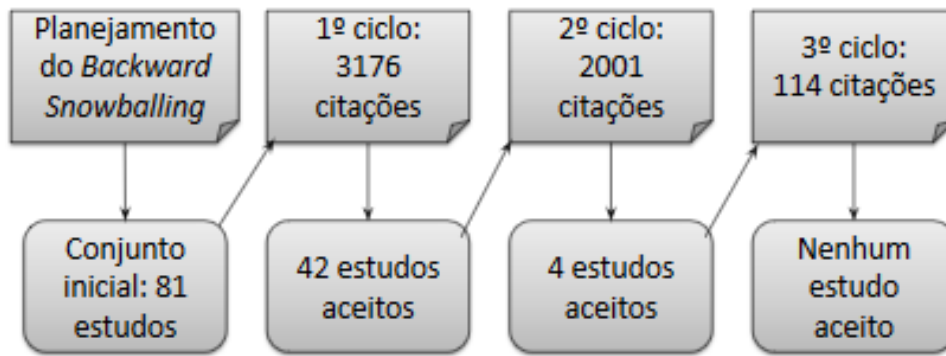 Planejamento
do Backward
Snowballing
Conjunto
inicial: 81
estudos
1º ciclo:
3176
citações
42 estudos
aceitos
2º ciclo:
2001
citações
4 estudos
aceitos
3º ciclo:
114 citações
Nenhum
estudo
aceito